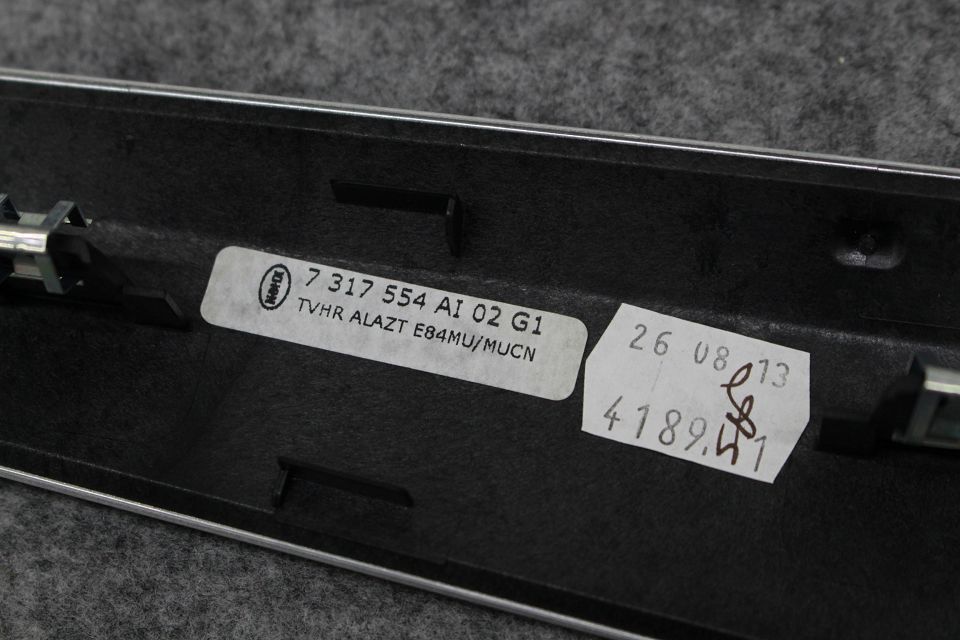 7 317 554 AI 02 G1
TVHR ALAZT E84MU/MUCN
26 08 13
4189.